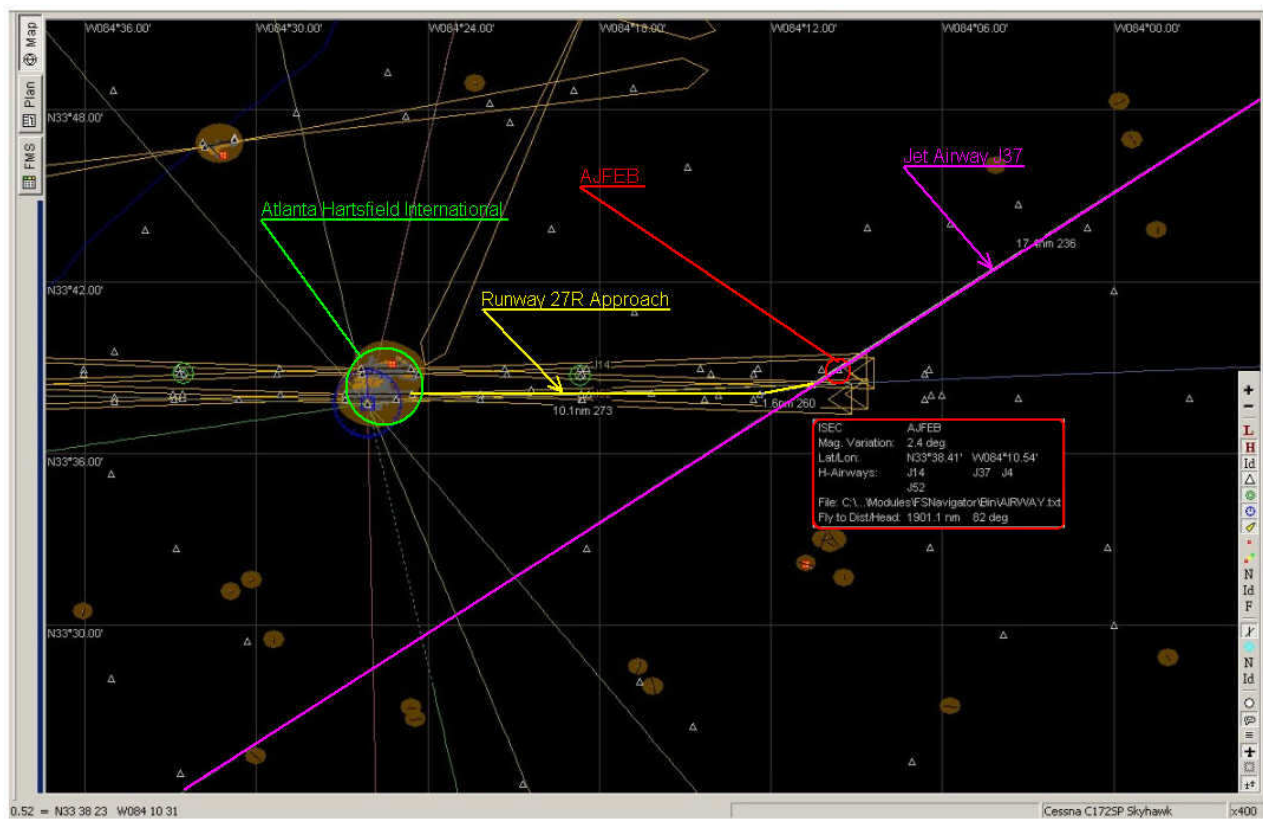 Map
Plan
FMS
W084°36.00'
W084°30.00'
W084°24.00'
W084°18.00'
W084°12.00'
W084°06.00'
W084°00.00'
N33°48.00'
N33°42.00'
N33°36.00'
N33°30.00'
Jet Airway J37
AJFEB
Atlanta Hartsfield International
17.4nm 236
Runway 27R Approach
J14
10.1nm 273
1.6nm 260
ISEC AJFEB
Mag. Variation: 2.4 deg
Lat/Lon: N33°38.41' W084°10.54'
H-Airways: J14 J37 J4
J52
File: C:\...\Modules\FSNavigator\Bin\AIRWAY.txt
Fly to Dist/Head: 1901.1 nm 82 deg
+
−
L
H
Id
N
Id
F
N
Id
0.52 = N33 38 23 W084 10 31
Cessna C172SP Skyhawk
x400